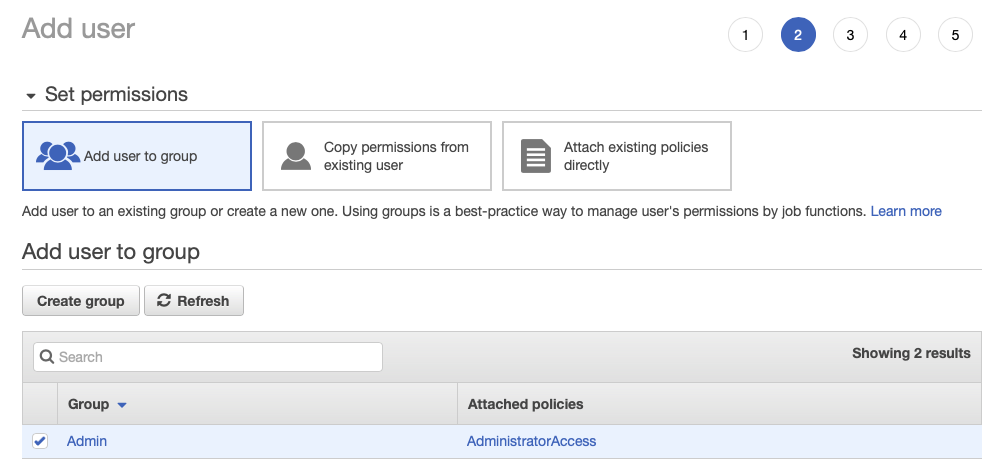 Add user
1 2 3 4 5
Set permissions
Add user to group
Copy permissions from
existing user
Attach existing policies
directly
Add user to an existing group or create a new one. Using groups is a best-practice way to manage user's permissions by job functions. Learn more
Add user to group
Create group Refresh
Search Showing 2 results
Group Attached policies
Admin AdministratorAccess